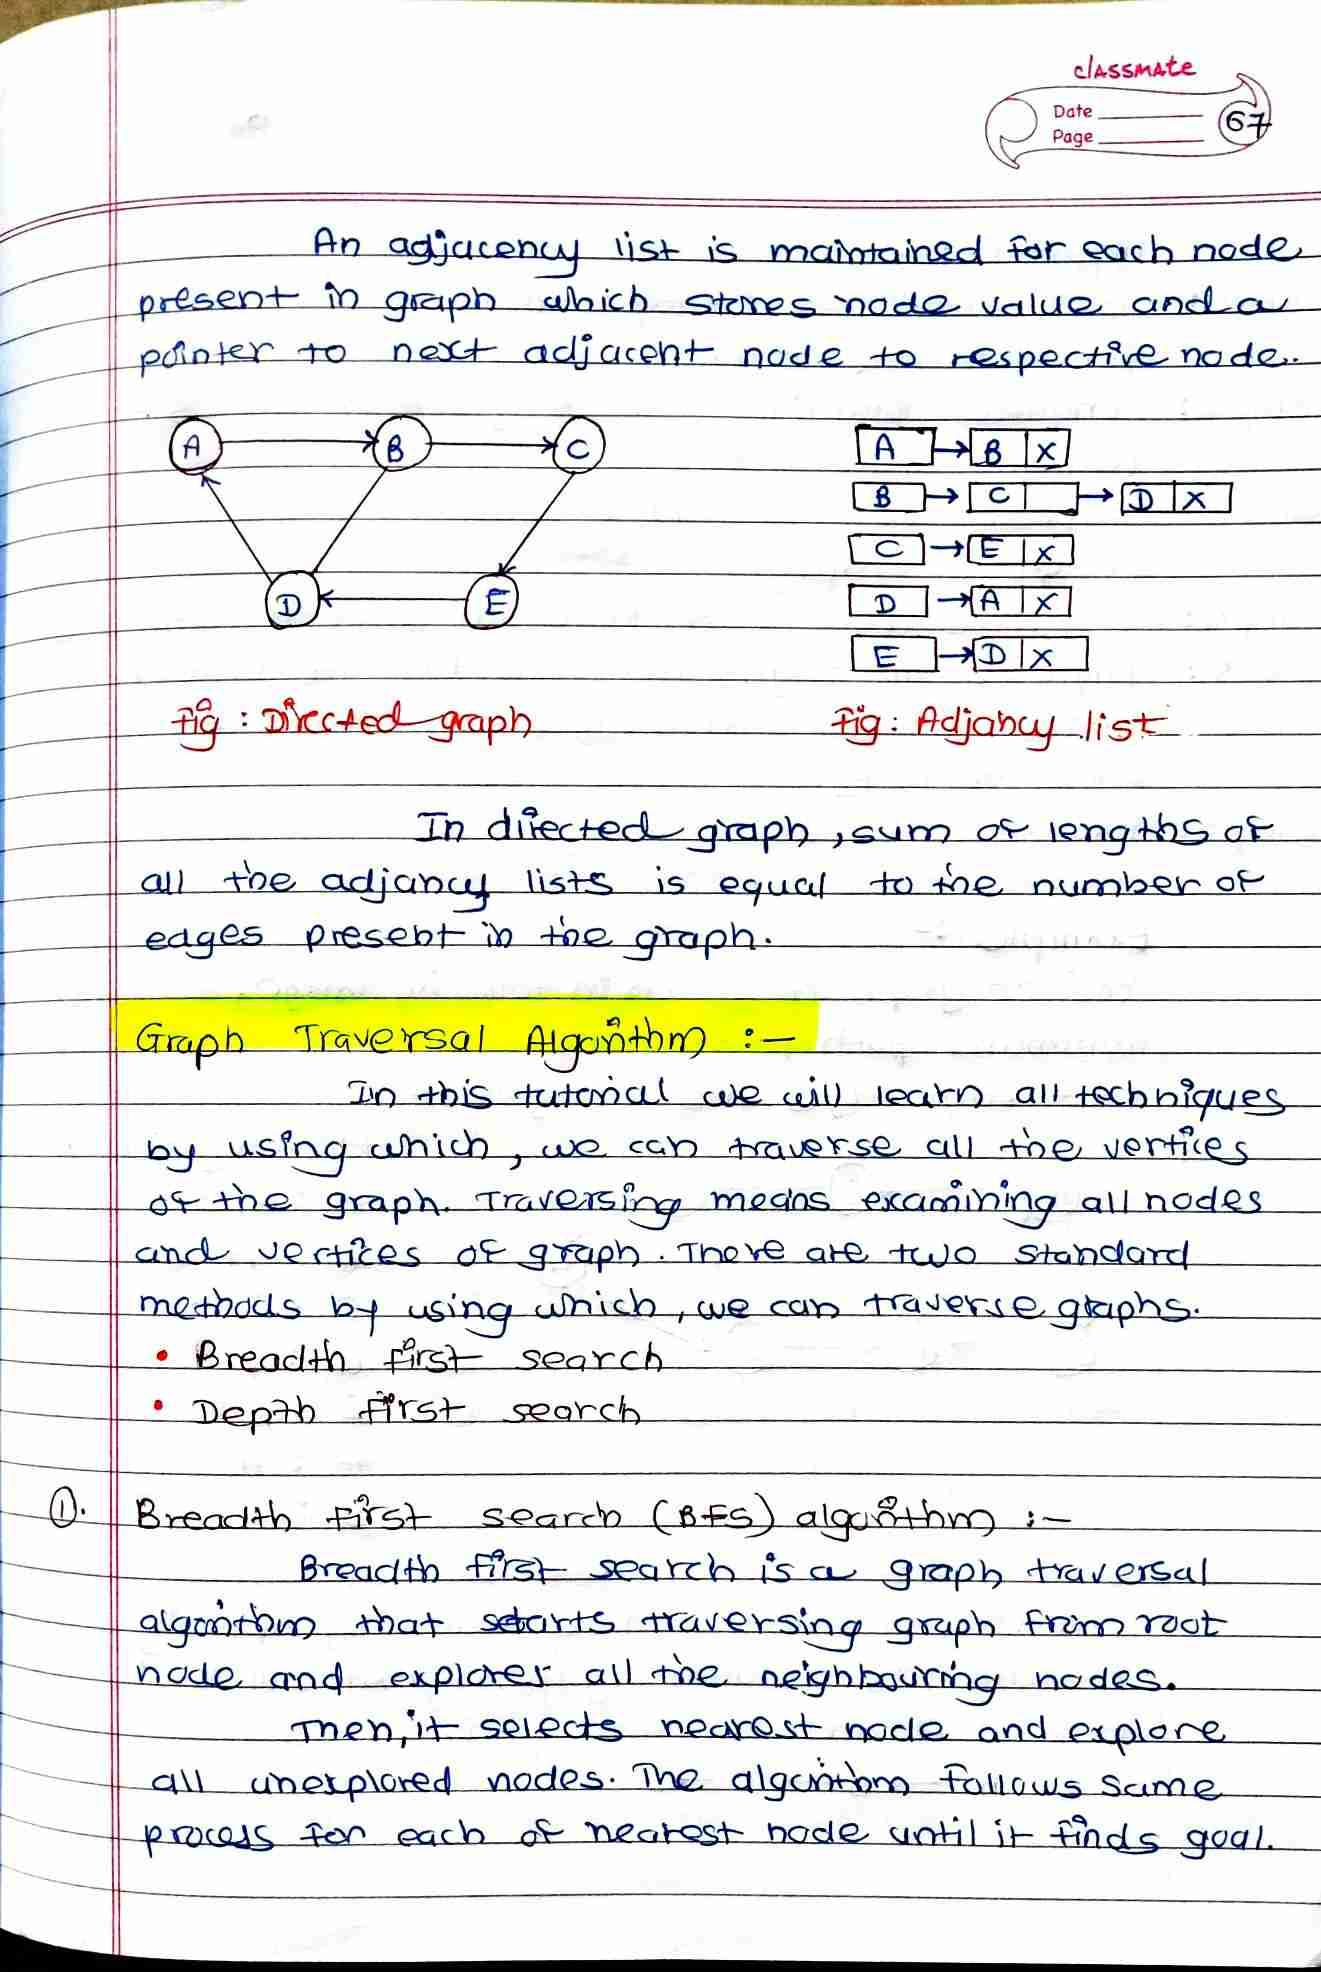 classmate
Date
Page
67
An adjacency list is maintained for each node
present in graph which stores node value and a
pointer to next adjacent node to respective node.
A B C
D E
A B X
B C D X
C E X
D A X
E D X
Fig : Directed graph
Fig : Adjancy list
In directed graph, sum of lengths of
all the adjancy lists is equal to the number of
edges present in the graph.
Graph Traversal Algorithm :-
In this tutorial we will learn all techniques
by using which, we can traverse all the vertices
of the graph. Traversing means examining all nodes
and vertices of graph. There are two standard
methods by using which, we can traverse graphs.
• Breadth first search
• Depth first search
①. Breadth first search (BFS) algorithm :-
Breadth first search is a graph traversal
algorithm that starts traversing graph from root
node and explores all the neighbouring nodes.
Then, it selects nearest node and explore
all unexplored nodes. The algorithm follows same
process for each of nearest node until it finds goal.